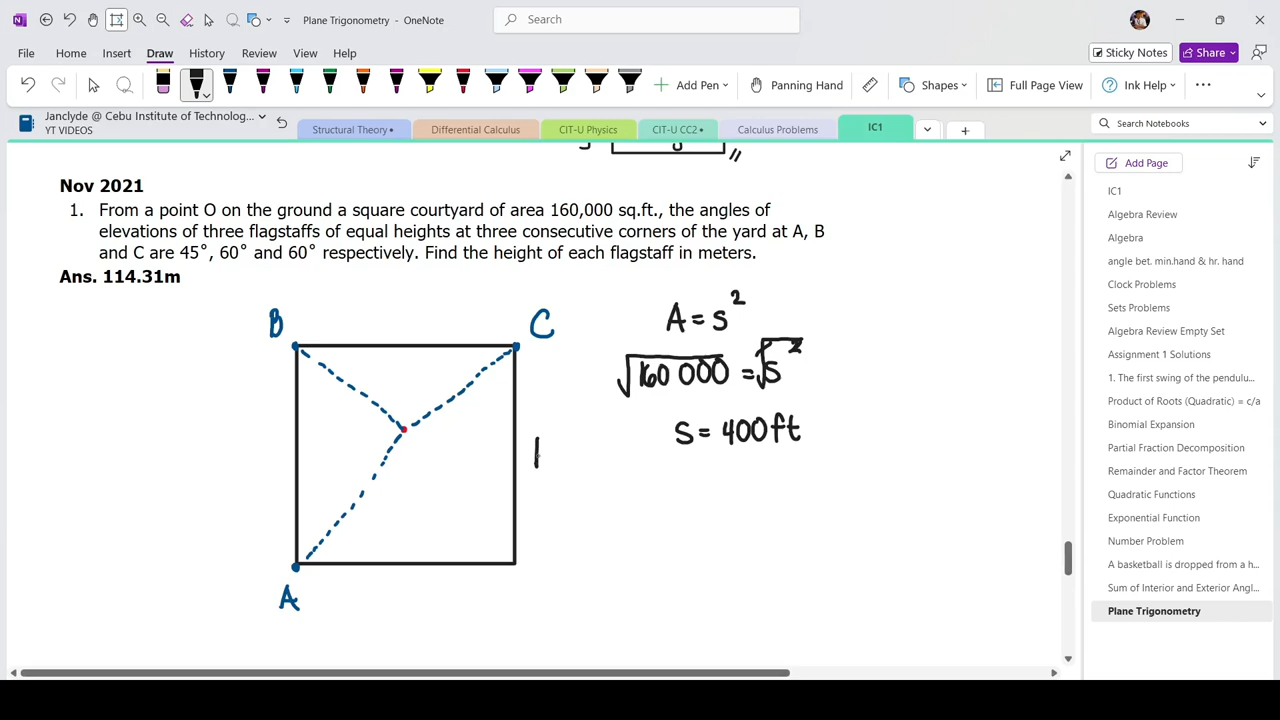 Plane Trigonometry - OneNote
Search
File Home Insert Draw History Review View Help
Sticky Notes
Share
Add Pen
Panning Hand
Shapes
Full Page View
Ink Help
Janclyde @ Cebu Institute of Technolog...
YT VIDEOS
Structural Theory •
Differential Calculus
CIT-U Physics
CIT-U CC2 •
Calculus Problems
IC1
Search Notebooks
Add Page
Nov 2021
1. From a point O on the ground a square courtyard of area 160,000 sq.ft., the angles of
elevations of three flagstaffs of equal heights at three consecutive corners of the yard at A, B
and C are 45˚, 60˚ and 60˚ respectively. Find the height of each flagstaff in meters.
Ans. 114.31m
B
C
A
A = s²
√160 000 = √s²
s = 400ft
IC1
Algebra Review
Algebra
angle bet. min.hand & hr. hand
Clock Problems
Sets Problems
Algebra Review Empty Set
Assignment 1 Solutions
1. The first swing of the pendulu...
Product of Roots (Quadratic) = c/a
Binomial Expansion
Partial Fraction Decomposition
Remainder and Factor Theorem
Quadratic Functions
Exponential Function
Number Problem
A basketball is dropped from a h...
Sum of Interior and Exterior Angl...
Plane Trigonometry